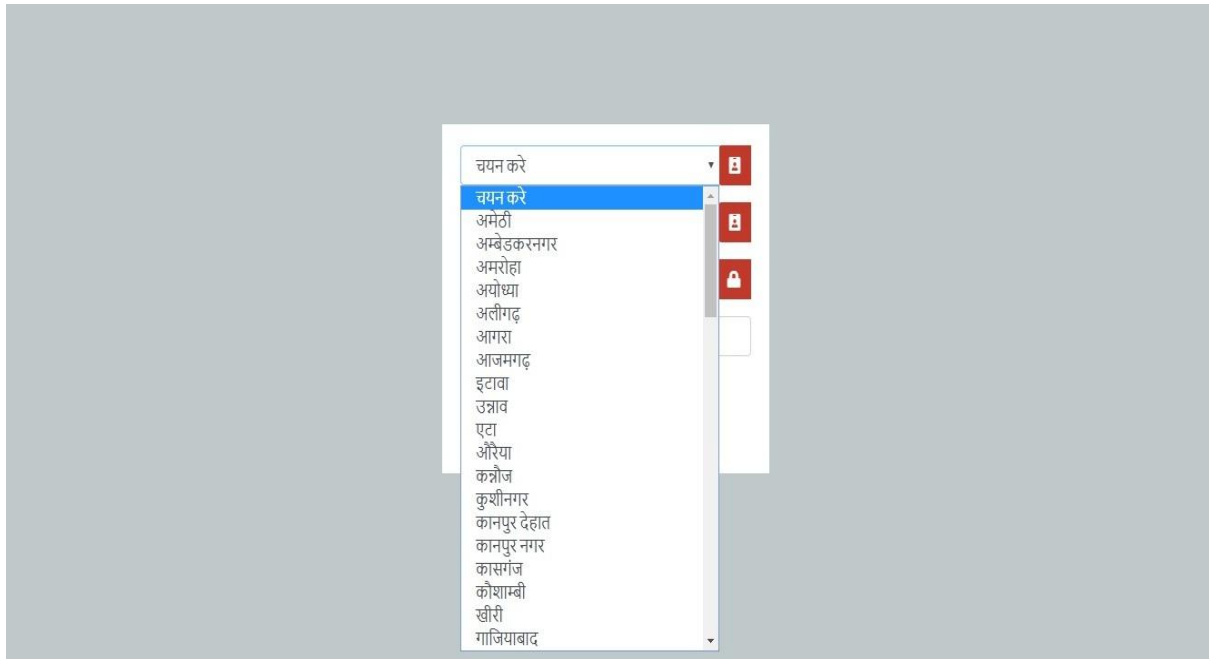 चयन करे
चयन करे
अमेठी
अम्बेडकरनगर
अमरोहा
अयोध्या
अलीगढ़
आगरा
आजमगढ़
इटावा
उन्नाव
एटा
औरैया
कन्नौज
कुशीनगर
कानपुर देहात
कानपुर नगर
कासगंज
कौशाम्बी
खीरी
गाजियाबाद